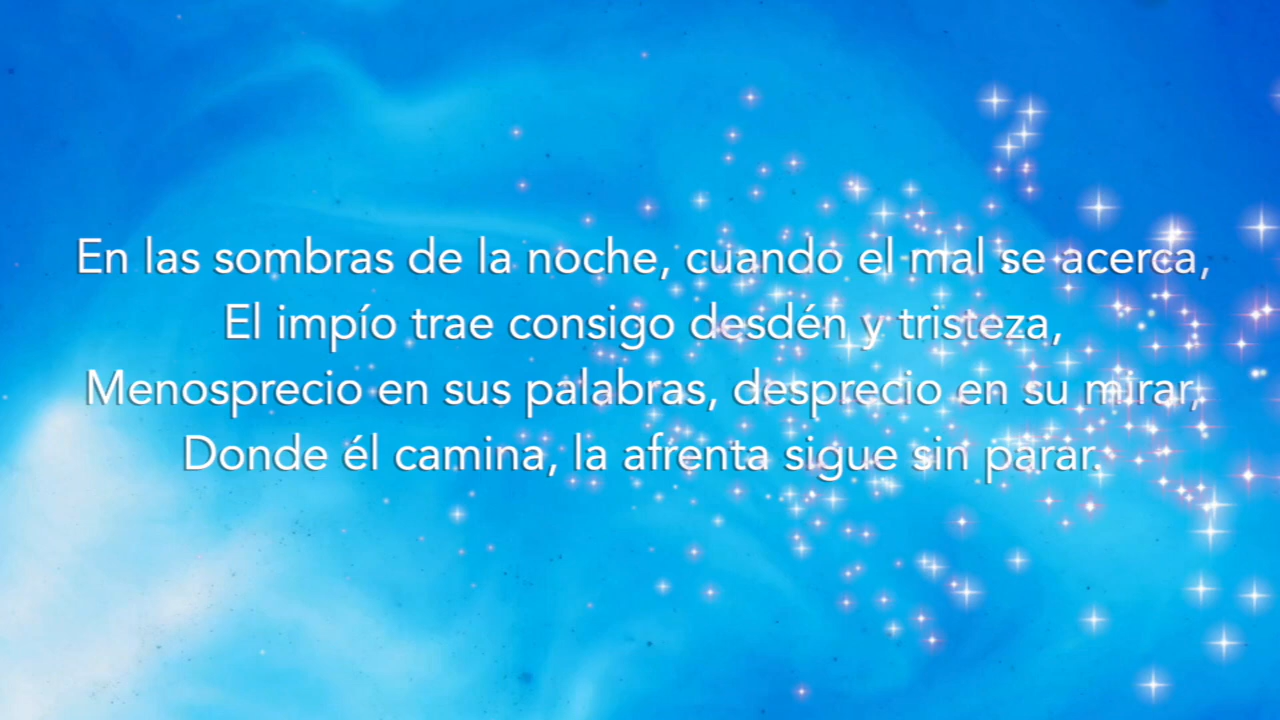 En las sombras de la noche, cuando el mal se acerca,
El impío trae consigo desdén y tristeza,
Menosprecio en sus palabras, desprecio en su mirar,
Donde él camina, la afrenta sigue sin parar.